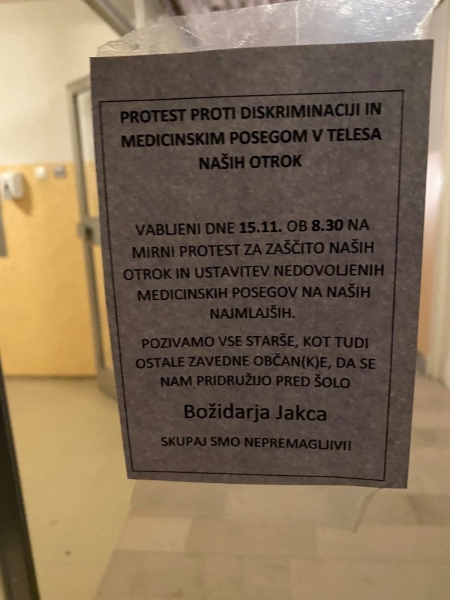 PROTEST PROTI DISKRIMINACIJI IN
MEDICINSKIM POSEGOM V TELESA
NAŠIH OTROK
VABLJENI DNE 15.11. OB 8.30 NA
MIRNI PROTEST ZA ZAŠČITO NAŠIH
OTROK IN USTAVITEV NEDOVOLJENIH
MEDICINSKIH POSEGOV NA NAŠIH
NAJMLAJŠIH.
POZIVAMO VSE STARŠE, KOT TUDI
OSTALE ZAVEDNE OBČAN(K)E, DA SE
NAM PRIDRUŽIJO PRED ŠOLO
Božidarja Jakca
SKUPAJ SMO NEPREMAGLJIVI!